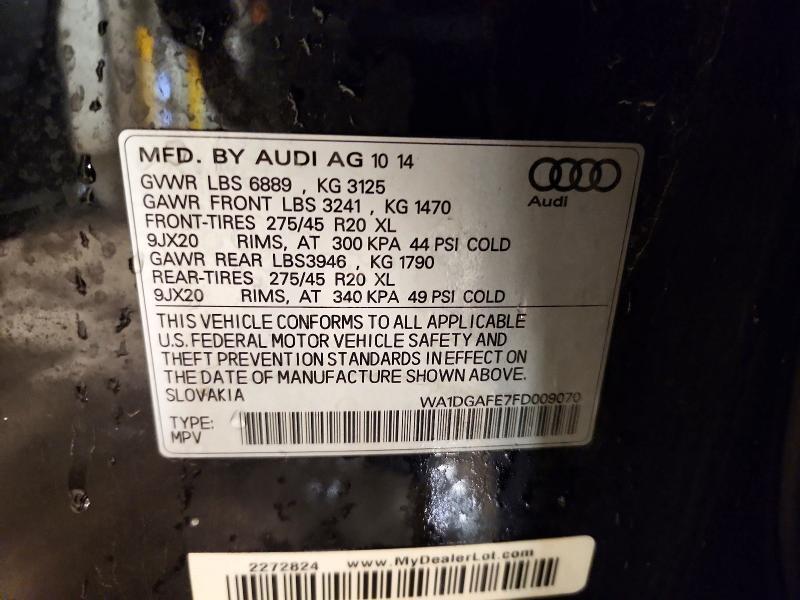 MFD. BY AUDI AG 10 14
Audi
GVWR LBS 6889 , KG 3125
GAWR FRONT LBS 3241 , KG 1470
FRONT-TIRES 275/45 R20 XL
9JX20 RIMS, AT 300 KPA 44 PSI COLD
GAWR REAR LBS3946 , KG 1790
REAR-TIRES 275/45 R20 XL
9JX20 RIMS, AT 340 KPA 49 PSI COLD
THIS VEHICLE CONFORMS TO ALL APPLICABLE
U.S. FEDERAL MOTOR VEHICLE SAFETY AND
THEFT PREVENTION STANDARDS IN EFFECT ON
THE DATE OF MANUFACTURE SHOWN ABOVE.
SLOVAKIA WA1DGAFE7FD009070
TYPE:
MPV
2272824 www.MyDealerLot.com